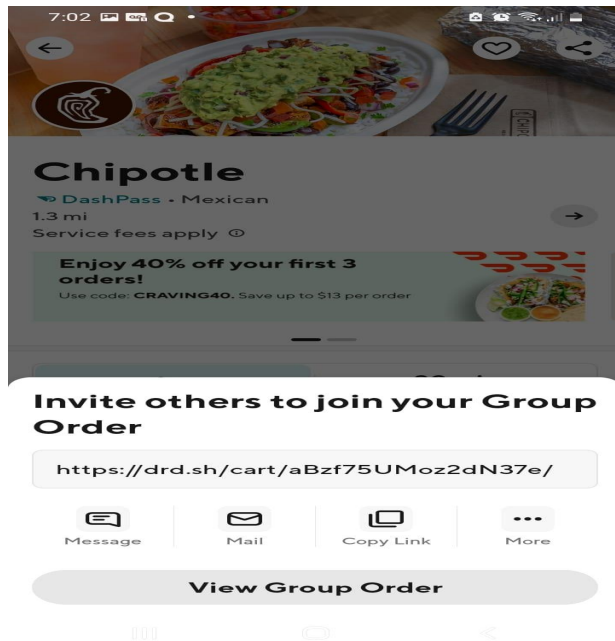 7:02
Chipotle
DashPass • Mexican
1.3 mi
Service fees apply
Enjoy 40% off your first 3
orders!
Use code: CRAVING40. Save up to $13 per order
Invite others to join your Group
Order
https://drd.sh/cart/aBzf75UMoz2dN37e/
Message
Mail
Copy Link
More
View Group Order